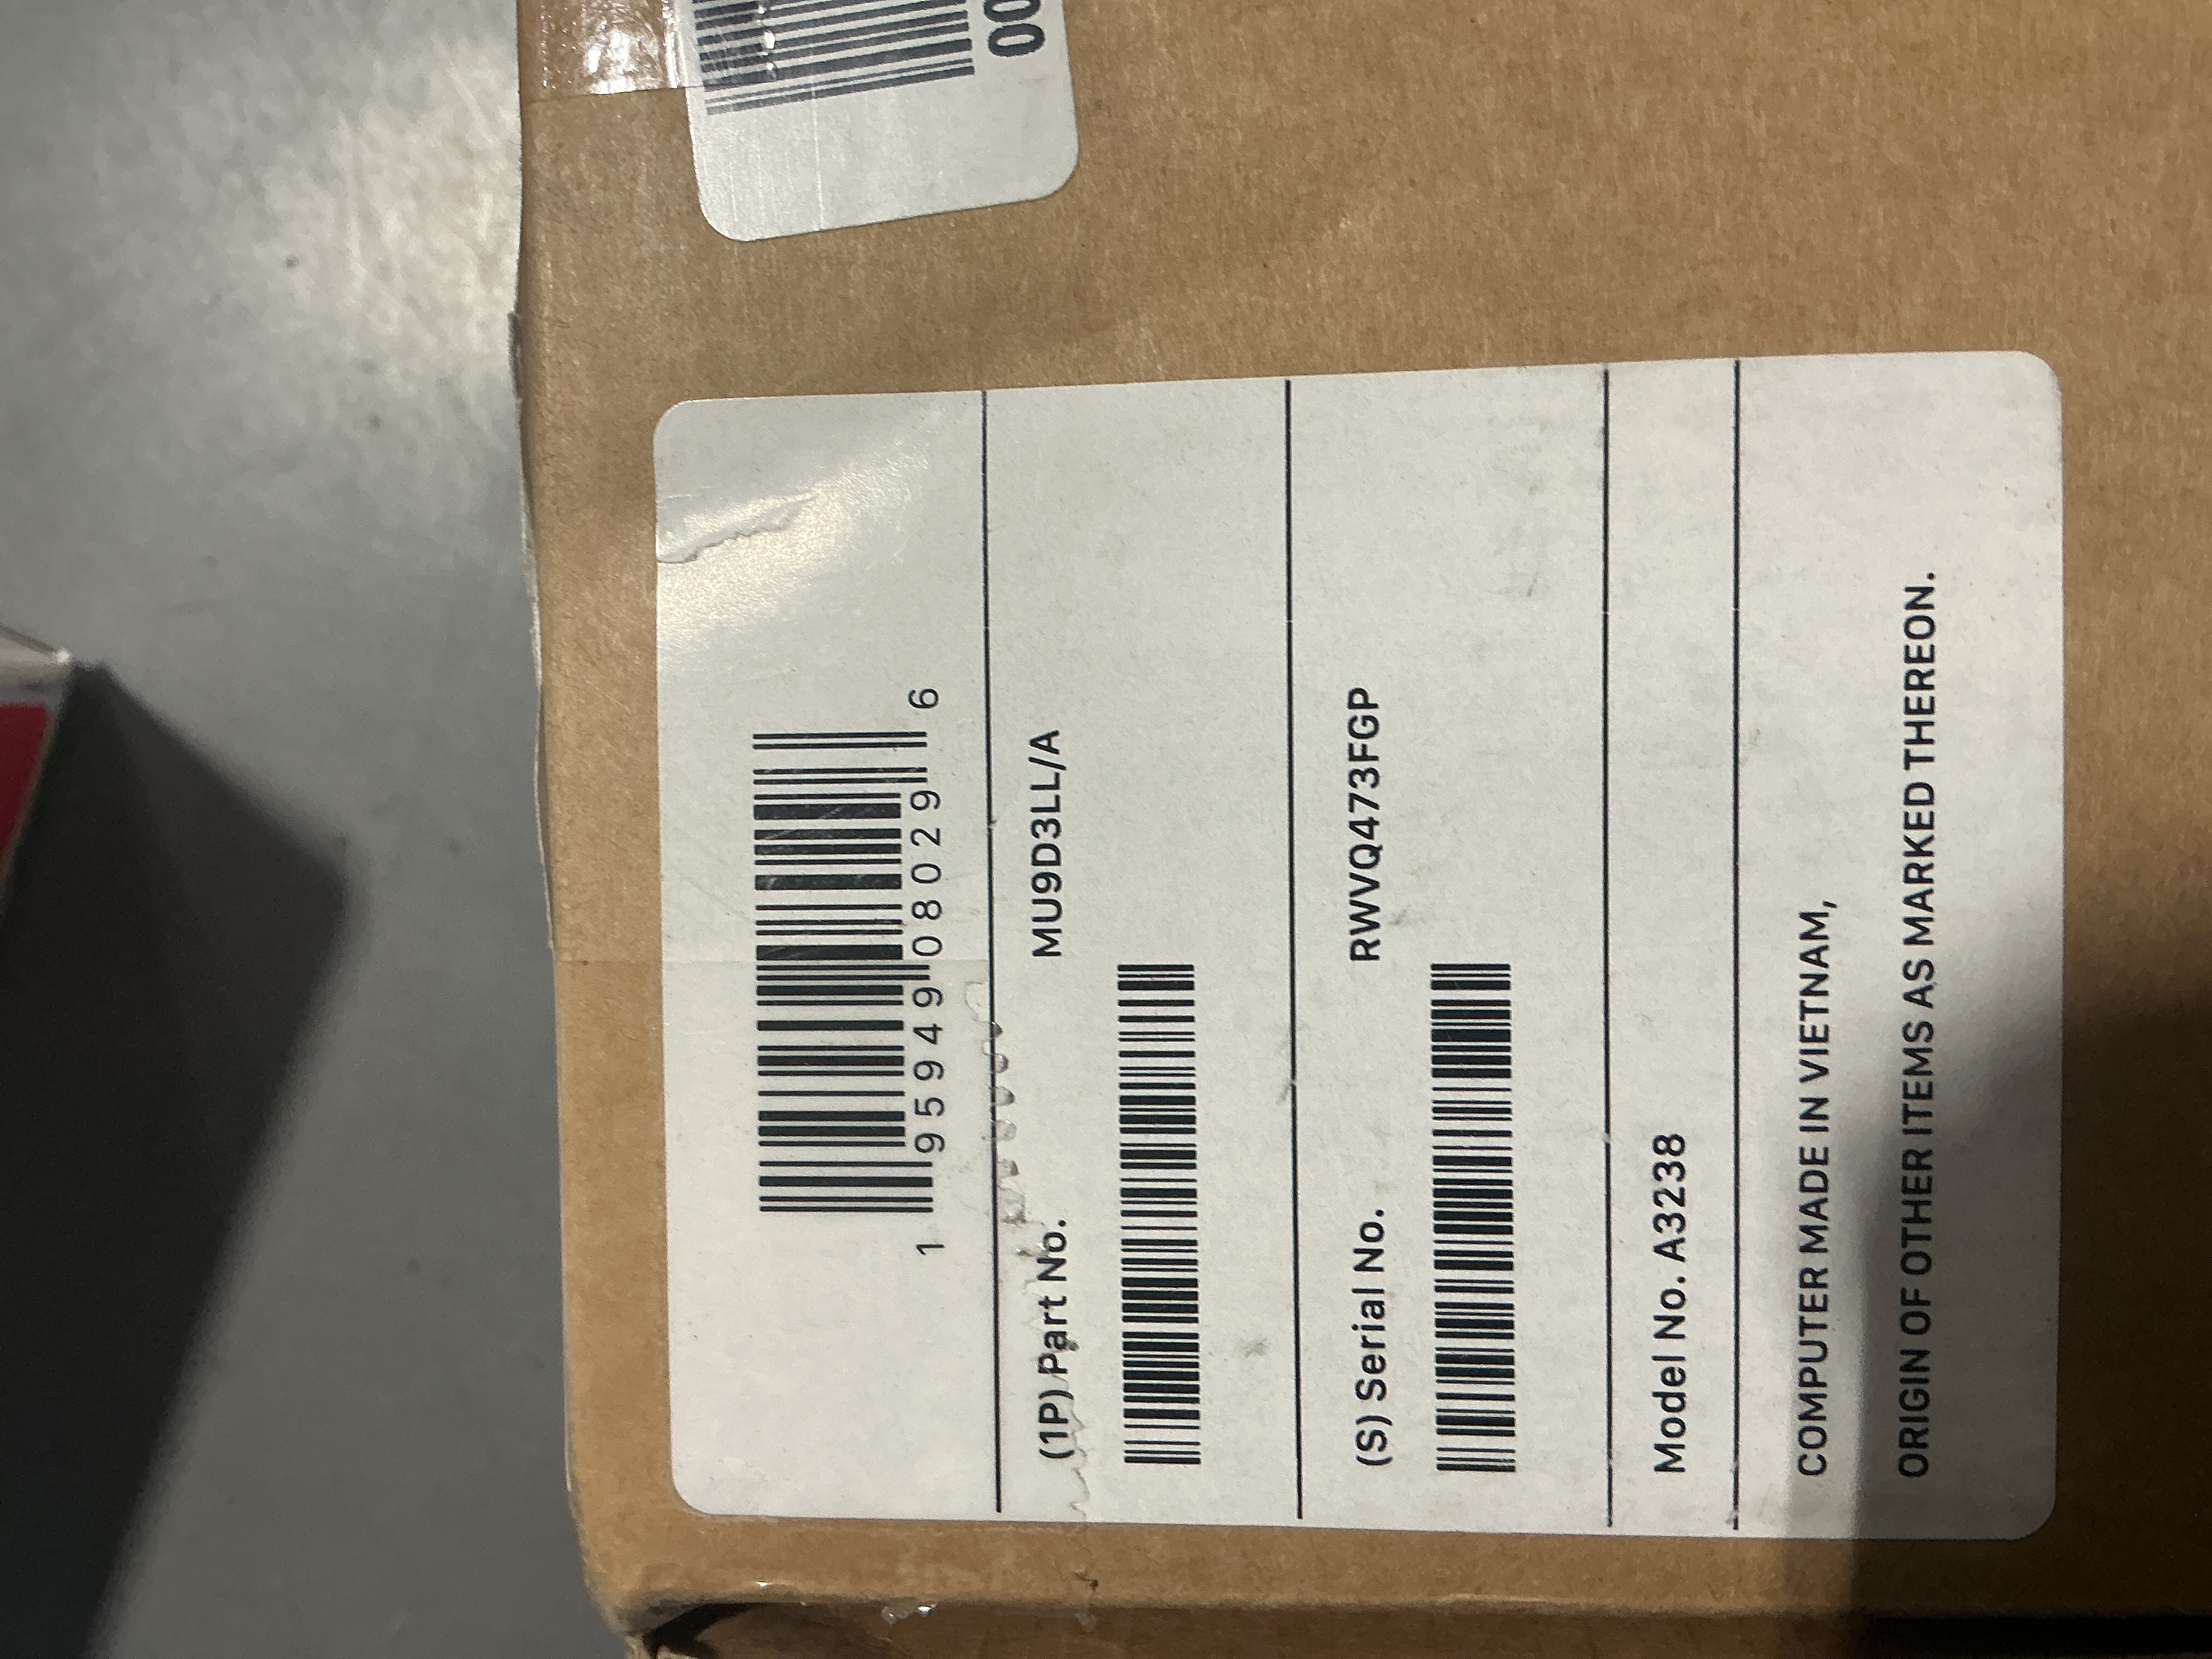 00
1 95949 08029 6
(1P) Part No. MU9D3LL/A
(S) Serial No. RWVQ473FGP
Model No. A3238
COMPUTER MADE IN VIETNAM,
ORIGIN OF OTHER ITEMS AS MARKED THEREON.